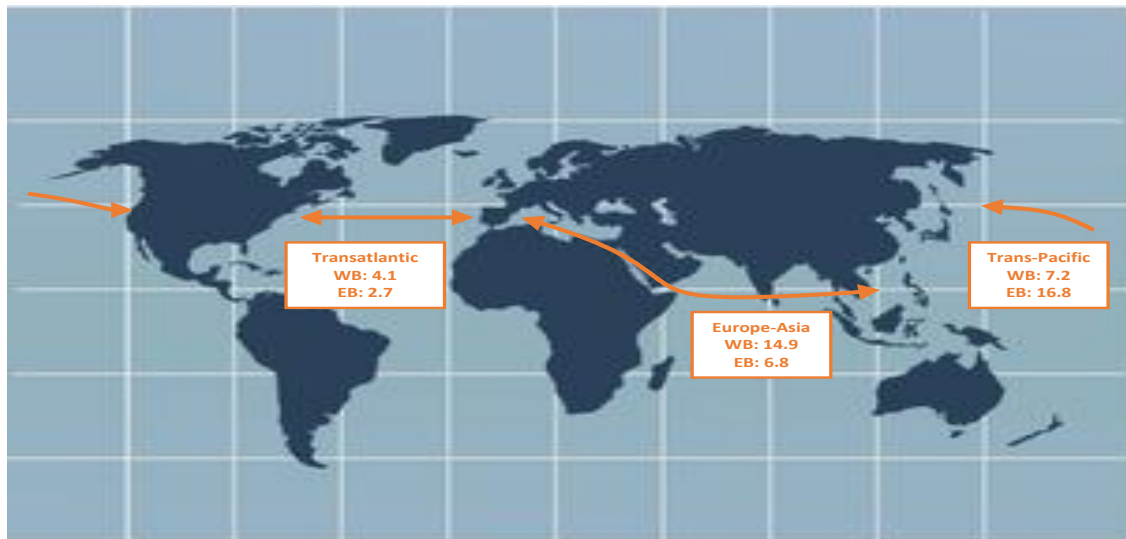 Transatlantic
WB: 4.1
EB: 2.7
Europe-Asia
WB: 14.9
EB: 6.8
Trans-Pacific
WB: 7.2
EB: 16.8